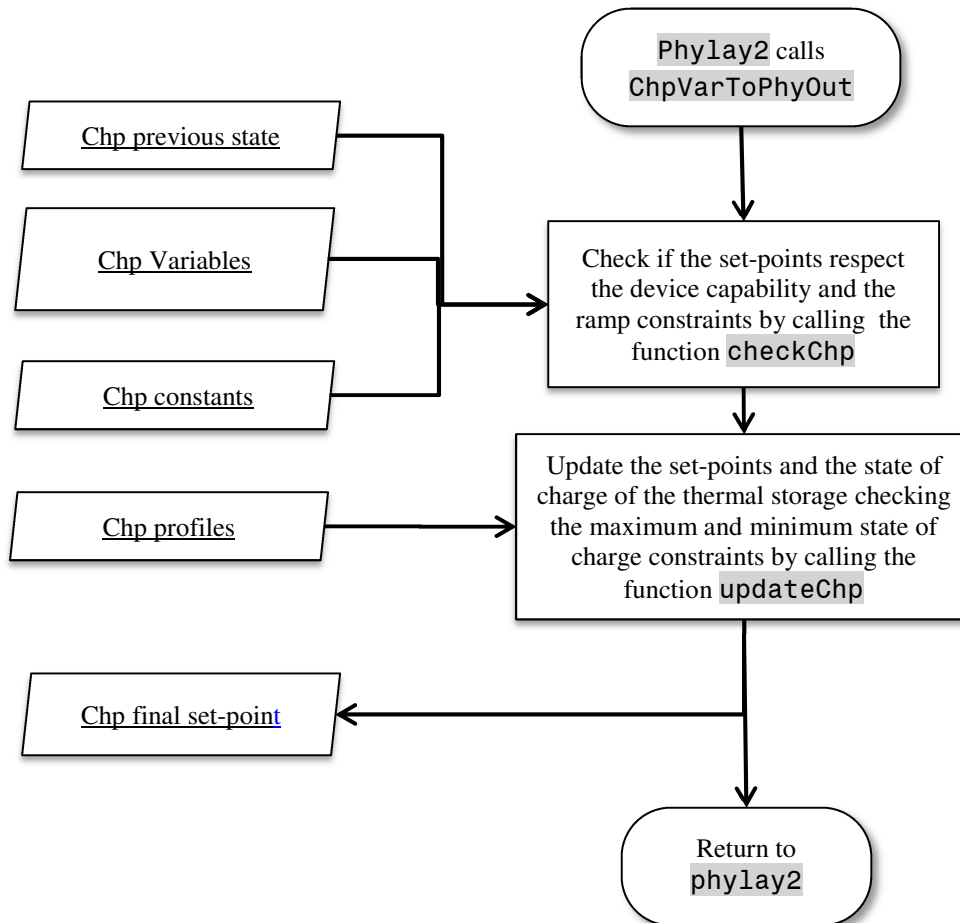 Phylay2 calls
ChpVarToPhyOut
Chp previous state
Chp Variables
Chp constants
Check if the set-points respect
the device capability and the
ramp constraints by calling the
function checkChp
Chp profiles
Update the set-points and the state of
charge of the thermal storage checking
the maximum and minimum state of
charge constraints by calling the
function updateChp
Chp final set-point
Return to
phylay2